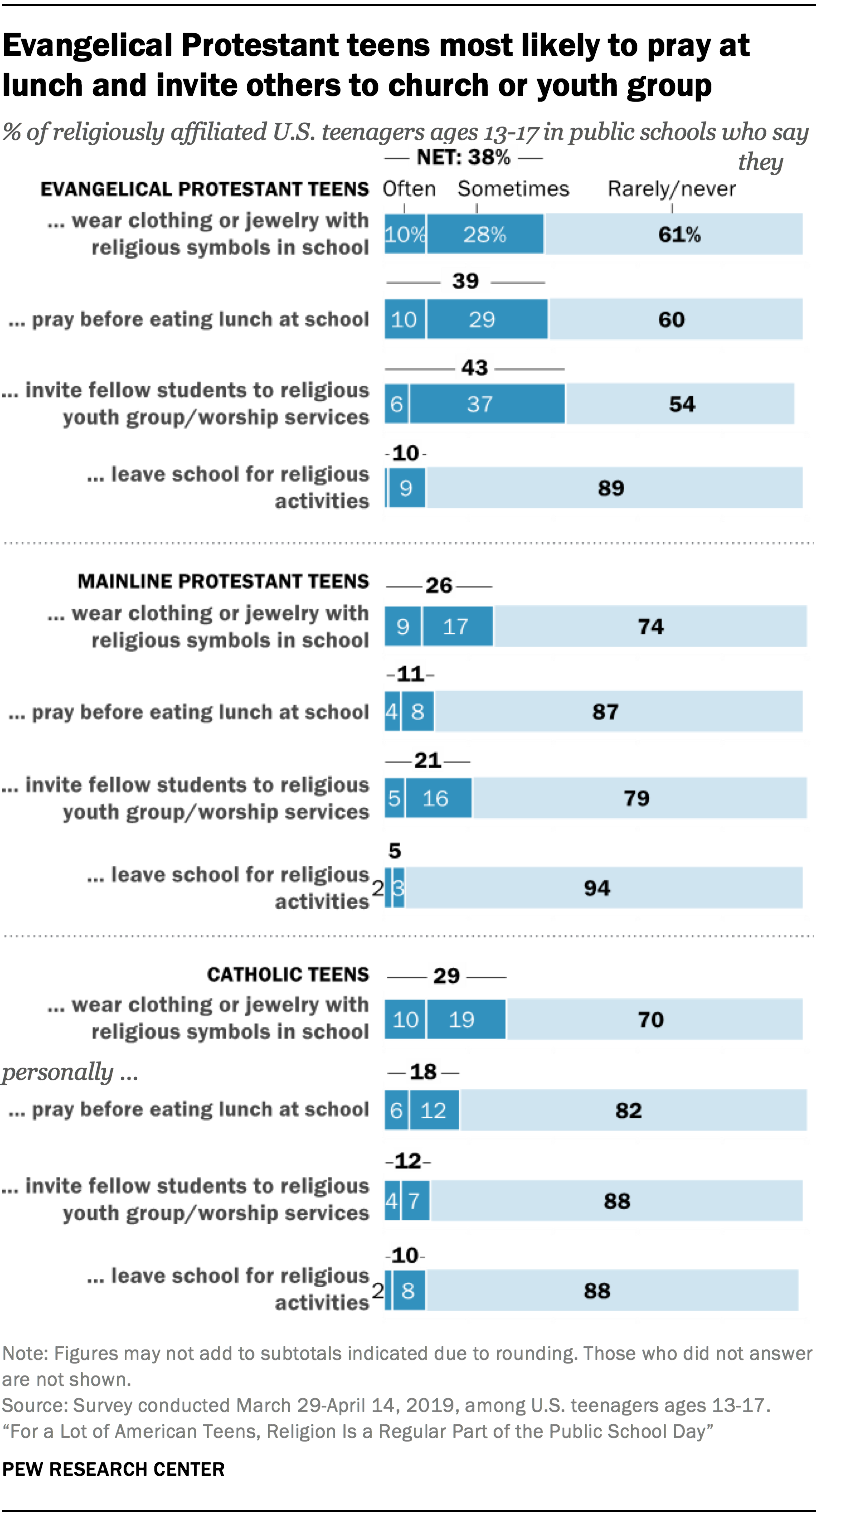 Evangelical Protestant teens most likely to pray at
lunch and invite others to church or youth group
% of religiously affiliated U.S. teenagers ages 13-17 in public schools who say
they
NET: 38%
EVANGELICAL PROTESTANT TEENS Often Sometimes Rarely/never
... wear clothing or jewelry with
religious symbols in school
10% 28% 61%
39
... pray before eating lunch at school 10 29 60
43
... invite fellow students to religious
youth group/worship services
6 37 54
10
... leave school for religious
activities
9 89
MAINLINE PROTESTANT TEENS 26
... wear clothing or jewelry with
religious symbols in school
9 17 74
11
... pray before eating lunch at school 4 8 87
21
... invite fellow students to religious
youth group/worship services
5 16 79
5
... leave school for religious
activities
2 3 94
CATHOLIC TEENS 29
... wear clothing or jewelry with
religious symbols in school
10 19 70
personally ...
18
... pray before eating lunch at school 6 12 82
12
... invite fellow students to religious
youth group/worship services
4 7 88
10
... leave school for religious
activities
2 8 88
Note: Figures may not add to subtotals indicated due to rounding. Those who did not answer
are not shown.
Source: Survey conducted March 29-April 14, 2019, among U.S. teenagers ages 13-17.
“For a Lot of American Teens, Religion Is a Regular Part of the Public School Day”
PEW RESEARCH CENTER